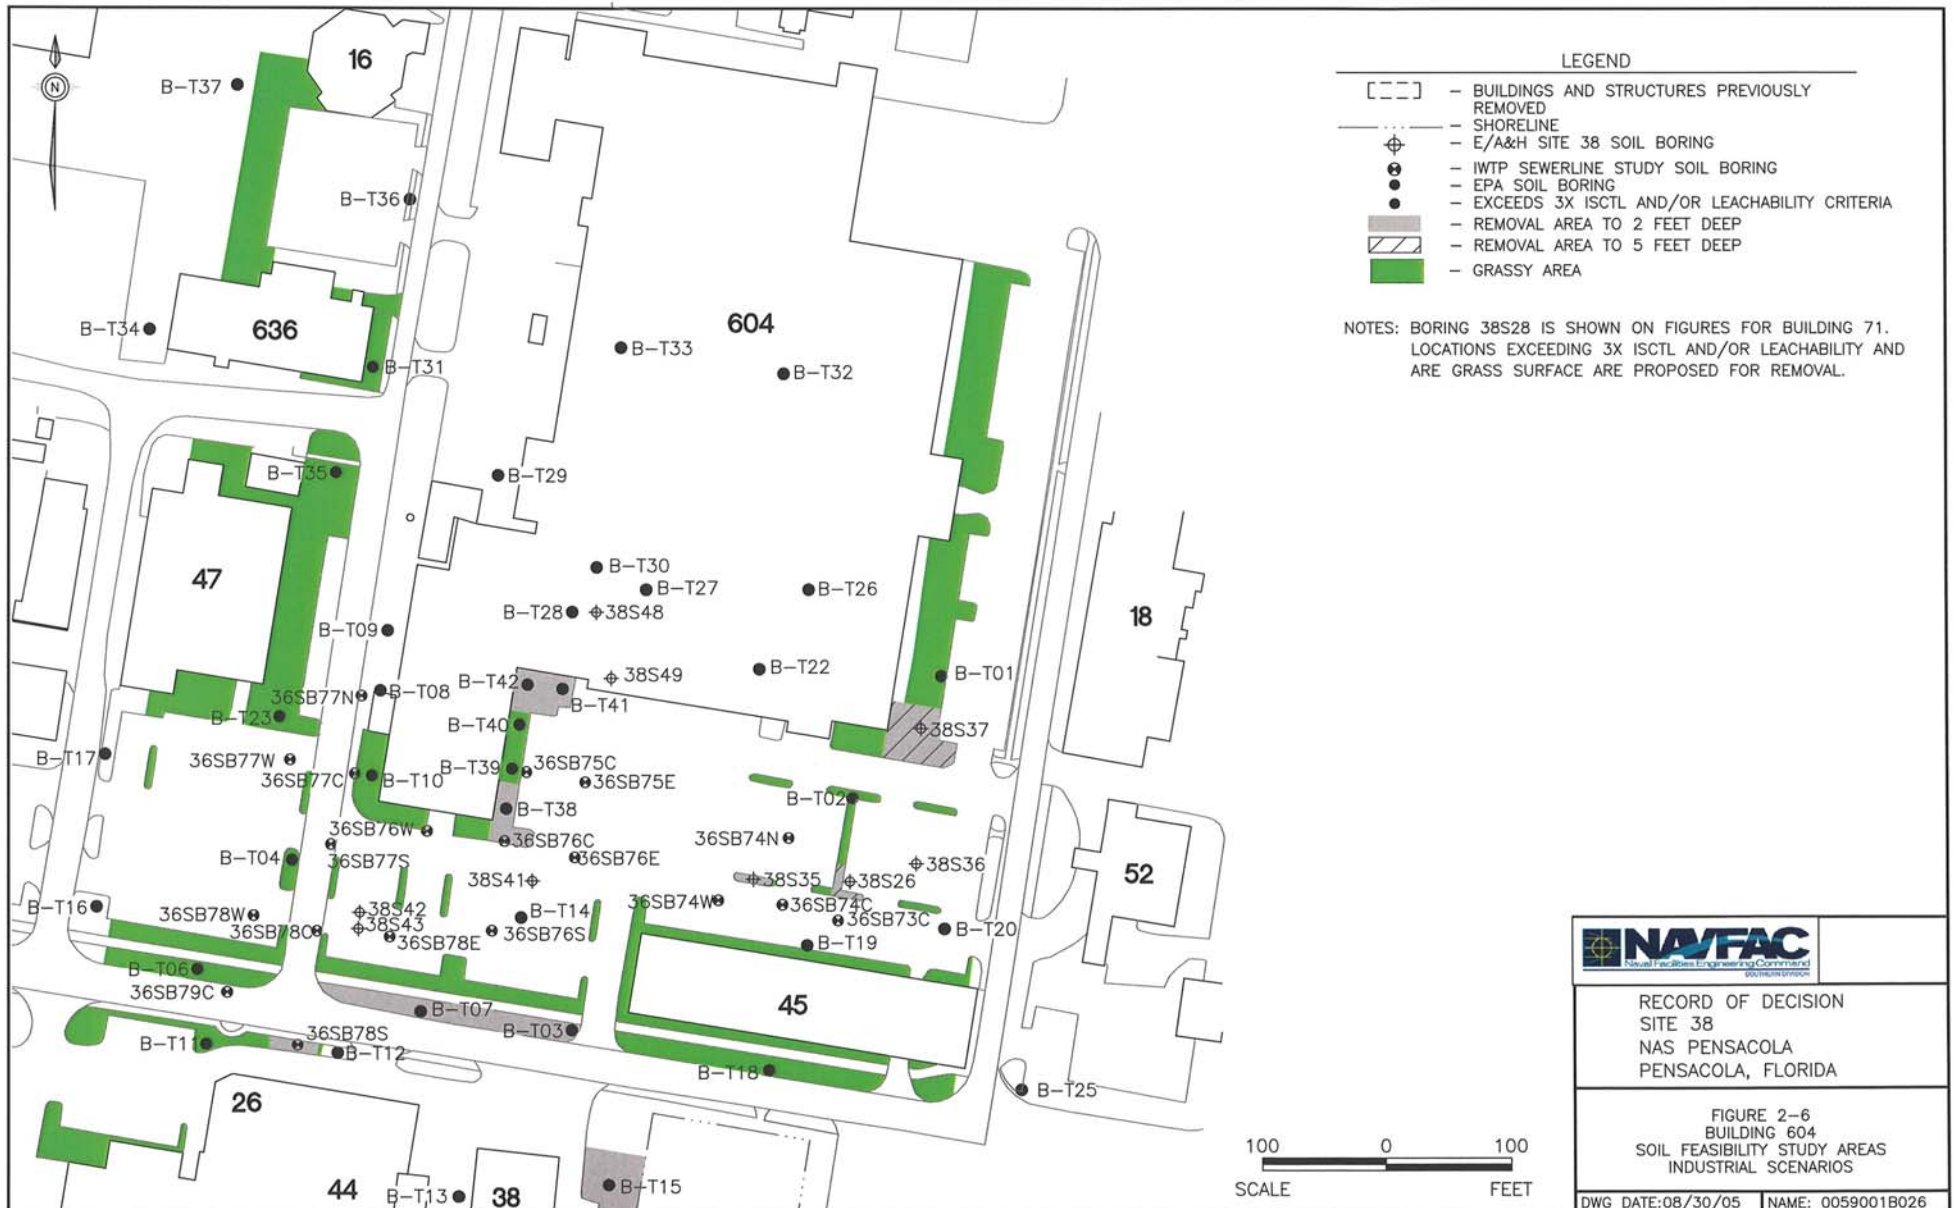 16
B-T37
N
B-T36
B-T34
636
B-T31
604
B-T33
B-T32
B-T35
B-T29
47
B-T30
B-T27
B-T26
B-T28
38S48
18
B-T09
B-T22
B-T01
38S49
B-T42
B-T41
36SB77N
B-T08
B-T23
B-T40
38S37
B-T17
36SB77W
36SB77C
B-T10
B-T39
36SB75C
36SB75E
B-T38
B-T02
36SB76W
36SB76C
36SB74N
36SB77S
36SB76E
B-T04
38S36
38S41
38S35
38S26
52
B-T16
36SB78W
38S42
B-T14
36SB74W
36SB74C
36SB78C
38S43
36SB78E
36SB76S
36SB73C
B-T20
B-T19
B-T06
36SB79C
B-T07
45
B-T03
36SB78S
B-T11
B-T12
B-T18
B-T25
26
44
B-T13
38
B-T15
LEGEND
- BUILDINGS AND STRUCTURES PREVIOUSLY
REMOVED
- SHORELINE
- E/A&H SITE 38 SOIL BORING
- IWTP SEWERLINE STUDY SOIL BORING
- EPA SOIL BORING
- EXCEEDS 3X ISCTL AND/OR LEACHABILITY CRITERIA
- REMOVAL AREA TO 2 FEET DEEP
- REMOVAL AREA TO 5 FEET DEEP
- GRASSY AREA
NOTES: BORING 38S28 IS SHOWN ON FIGURES FOR BUILDING 71.
LOCATIONS EXCEEDING 3X ISCTL AND/OR LEACHABILITY AND
ARE GRASS SURFACE ARE PROPOSED FOR REMOVAL.
100 0 100
SCALE FEET
NAVFAC
Naval Facilities Engineering Command
SOUTHERN DIVISION
RECORD OF DECISION
SITE 38
NAS PENSACOLA
PENSACOLA, FLORIDA
FIGURE 2-6
BUILDING 604
SOIL FEASIBILITY STUDY AREAS
INDUSTRIAL SCENARIOS
DWG DATE:08/30/05 NAME: 0059001B026